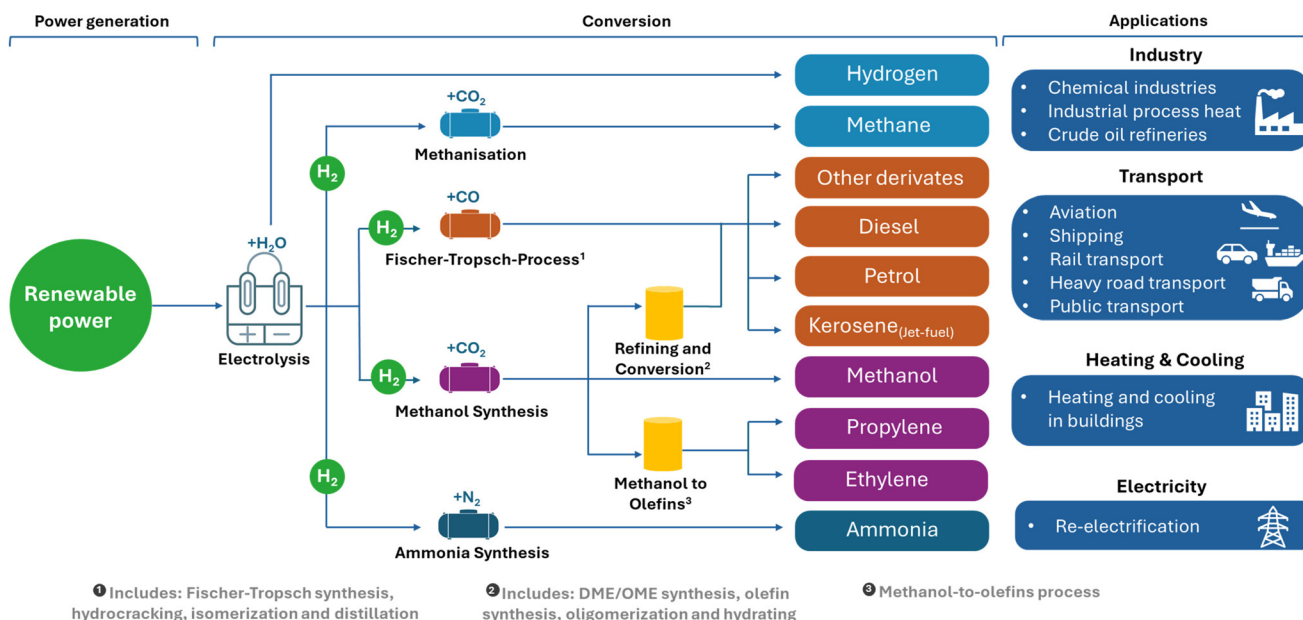 Power generation
Conversion
Applications
Renewable
power
+H₂O
Electrolysis
H₂
H₂
H₂
H₂
+CO₂
Methanisation
+CO
Fischer-Tropsch-Process¹
+CO₂
Methanol Synthesis
+N₂
Ammonia Synthesis
Refining and
Conversion²
Methanol to
Olefins³
Hydrogen
Methane
Other derivates
Diesel
Petrol
Kerosene(Jet-fuel)
Methanol
Propylene
Ethylene
Ammonia
Industry
• Chemical industries
• Industrial process heat
• Crude oil refineries
Transport
• Aviation
• Shipping
• Rail transport
• Heavy road transport
• Public transport
Heating & Cooling
• Heating and cooling
in buildings
Electricity
• Re-electrification
❶ Includes: Fischer-Tropsch synthesis,
hydrocracking, isomerization and distillation
❷ Includes: DME/OME synthesis, olefin
synthesis, oligomerization and hydrating
❸ Methanol-to-olefins process